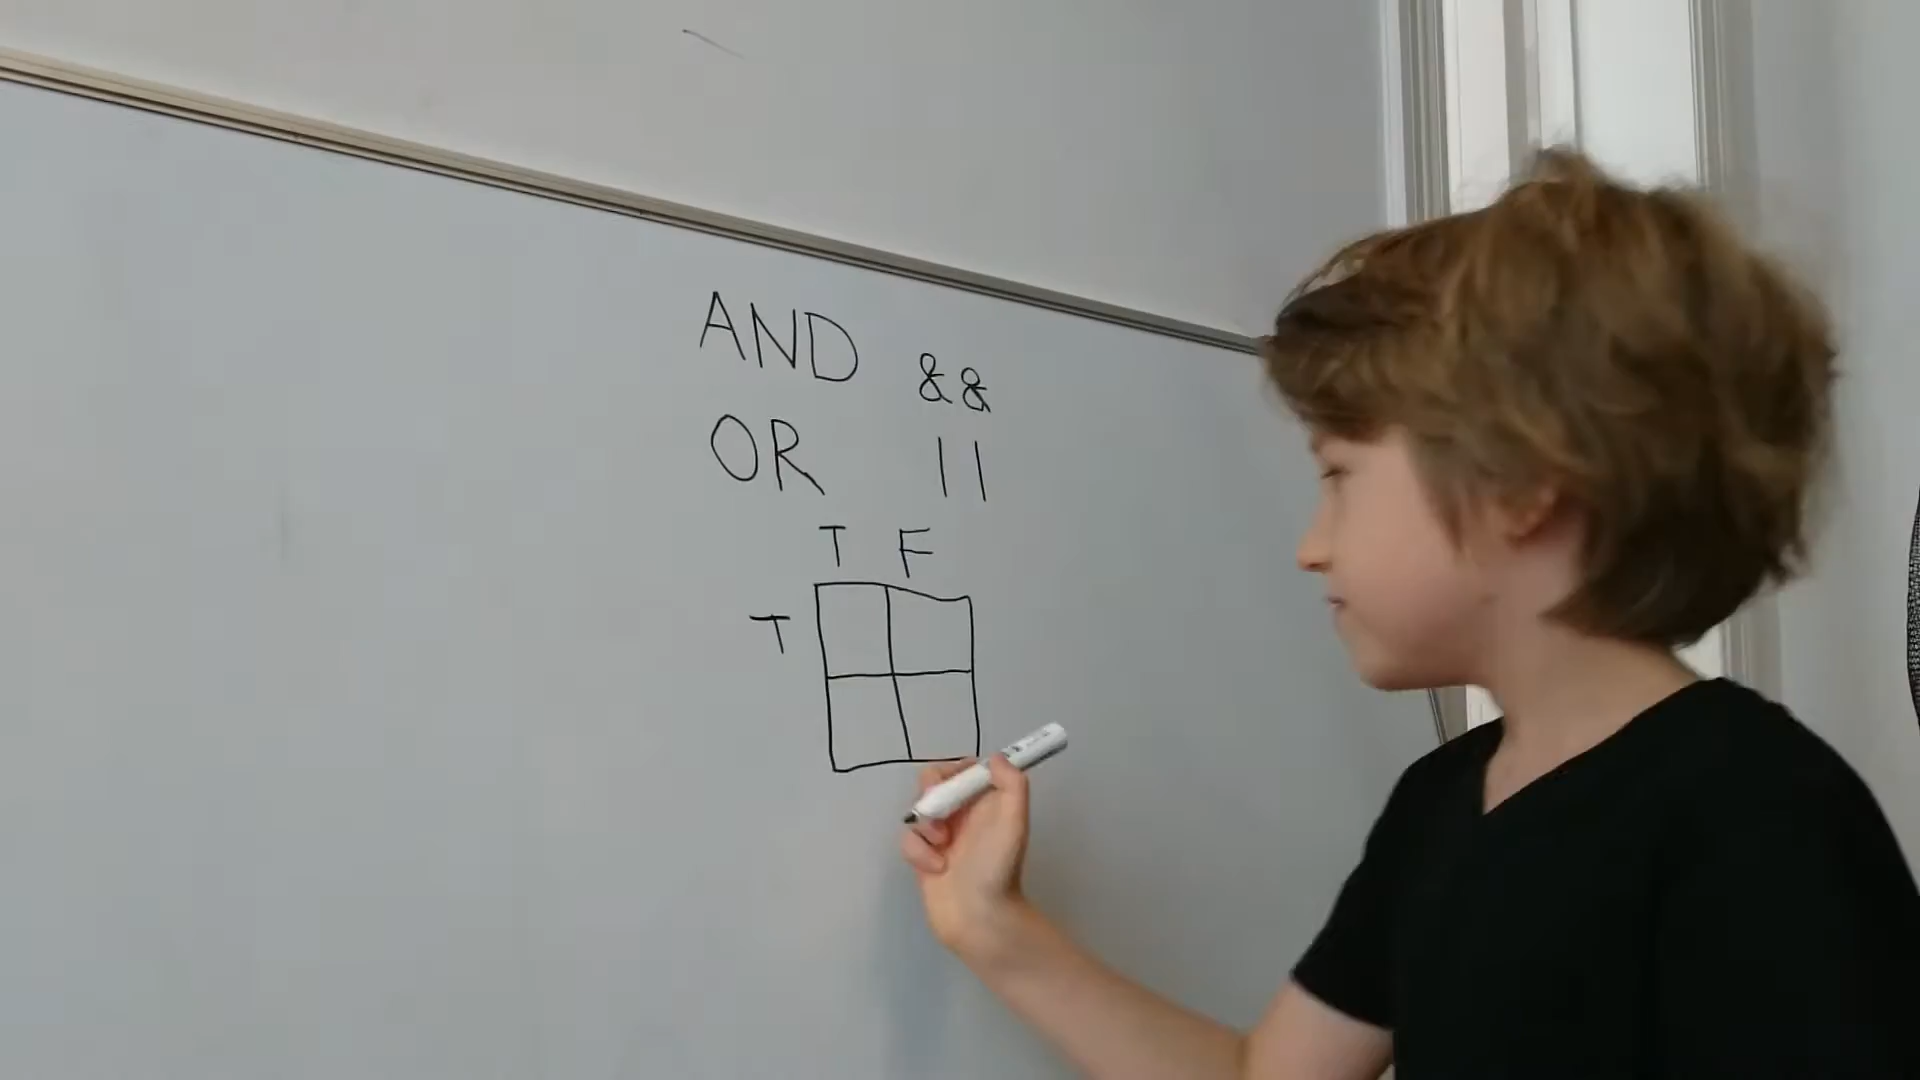 AND &&
OR ||
T F
T